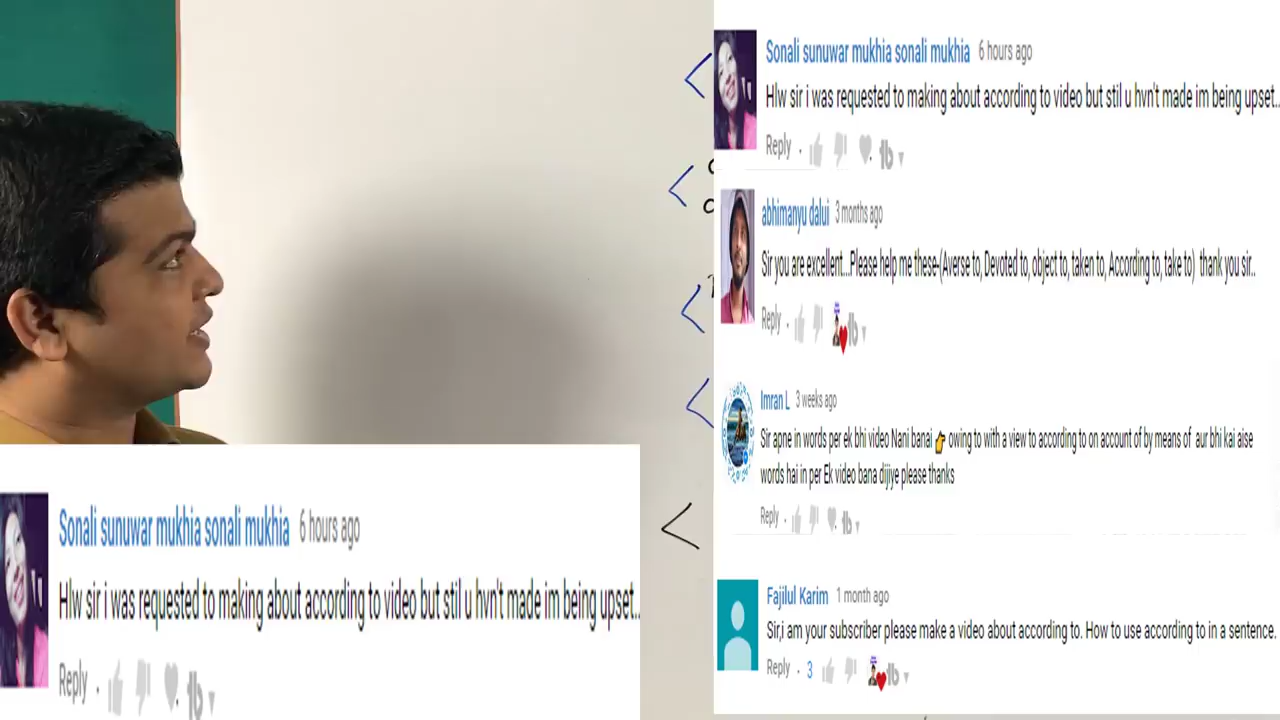 Sonali sunuwar mukhia sonali mukhia 6 hours ago
Hlw sir i was requested to making about according to video but stil u hvn't made im being upset..
Reply
abhimanyu dalui 3 months ago
Sir you are excellent...Please help me these-(Averse to, Devoted to, object to, taken to, According to, take to) thank you sir..
Reply
Imran L 3 weeks ago
Sir apne in words per ek bhi video Nani banai 👉 owing to with a view to according to on account of by means of aur bhi kai aise
words hai in per Ek video bana dijiye please thanks
Reply
Fajilul Karim 1 month ago
Sir,i am your subscriber please make a video about according to. How to use according to in a sentence.
Reply 3
Sonali sunuwar mukhia sonali mukhia 6 hours ago
Hlw sir i was requested to making about according to video but stil u hvn't made im being upset..
Reply